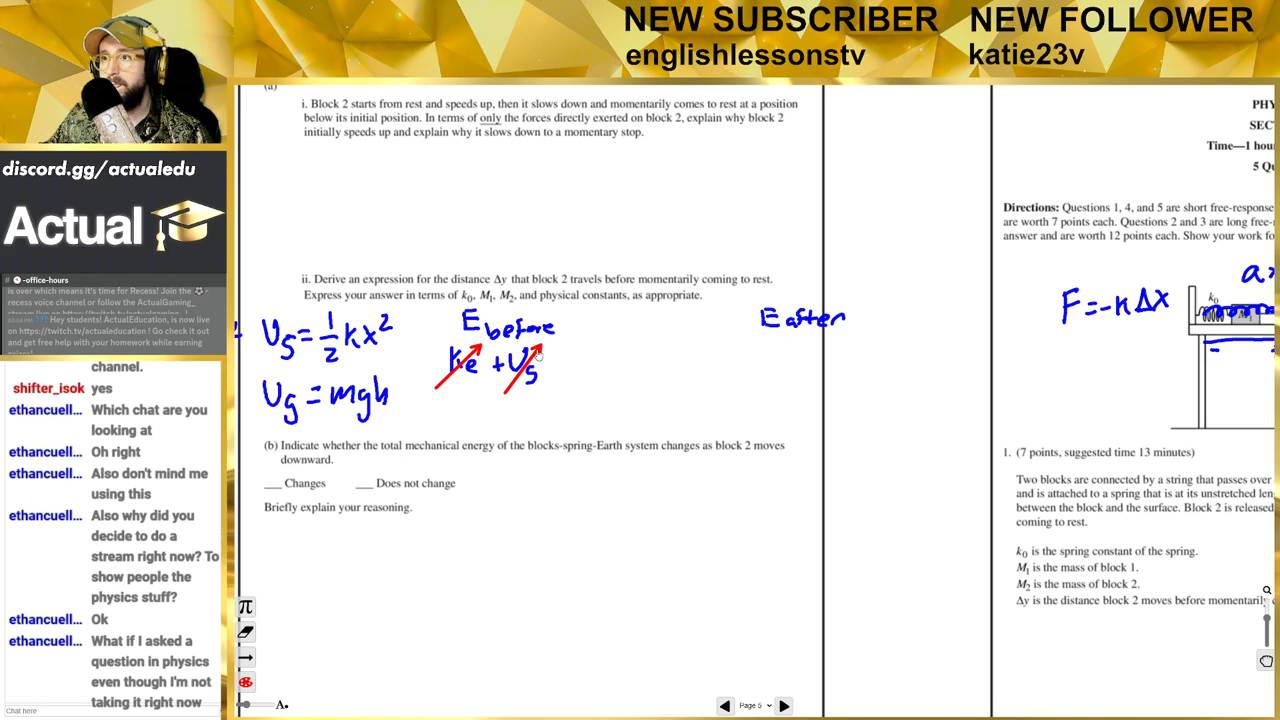 NEW SUBSCRIBER
englishlessonstv
NEW FOLLOWER
katie23v
discord.gg/actualedu
Actual
# -office-hours
is over which means it's time for Recess! Join the
recess voice channel or follow the ActualGaming_
Hey students! ActualEducation, is now live
on https://twitch.tv/actualeducation ! Go check it out
and get free help with your homework while earning
channel.
shifter_isok yes
ethancuell... Which chat are you
looking at
ethancuell... Oh right
ethancuell... Also don't mind me
using this
ethancuell... Also why did you
decide to do a
stream right now? To
show people the
physics stuff?
ethancuell... Ok
ethancuell... What if I asked a
question in physics
even though I'm not
taking it right now
Chat here
(a)
i. Block 2 starts from rest and speeds up, then it slows down and momentarily comes to rest at a position
below its initial position. In terms of only the forces directly exerted on block 2, explain why block 2
initially speeds up and explain why it slows down to a momentary stop.
ii. Derive an expression for the distance Δy that block 2 travels before momentarily coming to rest.
Express your answer in terms of k₀, M₁, M₂, and physical constants, as appropriate.
U_s = 1/2 kx²
U_g = mgh
E before
Ke + U_s
E after
(b) Indicate whether the total mechanical energy of the blocks-spring-Earth system changes as block 2 moves
downward.
___ Changes ___ Does not change
Briefly explain your reasoning.
π
A•
Page 5
PHY
SEC
Time—1 hou
5 Qu
Directions: Questions 1, 4, and 5 are short free-response
are worth 7 points each. Questions 2 and 3 are long free-
answer and are worth 12 points each. Show your work fo
F = -kΔx
k₀
1. (7 points, suggested time 13 minutes)
Two blocks are connected by a string that passes over
and is attached to a spring that is at its unstretched len
between the block and the surface. Block 2 is released
coming to rest.
k₀ is the spring constant of the spring.
M₁ is the mass of block 1.
M₂ is the mass of block 2.
Δy is the distance block 2 moves before momentarily